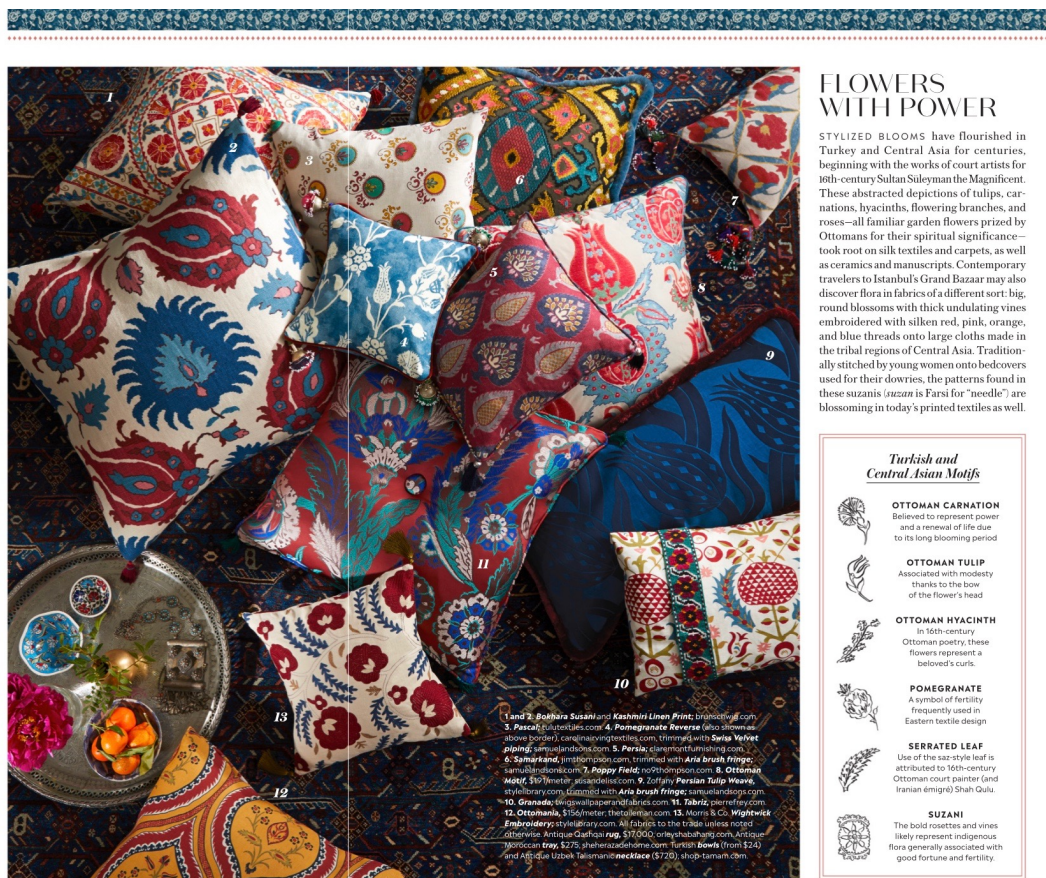 1
2
3
4
5
6
7
8
9
10
11
12
13
FLOWERS
WITH POWER
STYLIZED BLOOMS have flourished in
Turkey and Central Asia for centuries,
beginning with the works of court artists for
16th-century Sultan Süleyman the Magnificent.
These abstracted depictions of tulips, car-
nations, hyacinths, flowering branches, and
roses—all familiar garden flowers prized by
Ottomans for their spiritual significance—
took root on silk textiles and carpets, as well
as ceramics and manuscripts. Contemporary
travelers to Istanbul's Grand Bazaar may also
discover flora in fabrics of a different sort: big,
round blossoms with thick undulating vines
embroidered with silken red, pink, orange,
and blue threads onto large cloths made in
the tribal regions of Central Asia. Tradition-
ally stitched by young women onto bedcovers
used for their dowries, the patterns found in
these suzanis (suzan is Farsi for "needle") are
blossoming in today's printed textiles as well.
Turkish and
Central Asian Motifs
OTTOMAN CARNATION
Believed to represent power
and a renewal of life due
to its long blooming period
OTTOMAN TULIP
Associated with modesty
thanks to the bow
of the flower's head
OTTOMAN HYACINTH
In 16th-century
Ottoman poetry, these
flowers represent a
beloved's curls.
POMEGRANATE
A symbol of fertility
frequently used in
Eastern textile design
SERRATED LEAF
Use of the saz-style leaf is
attributed to 16th-century
Ottoman court painter (and
Iranian émigré) Shah Qulu.
SUZANI
The bold rosettes and vines
likely represent indigenous
flora generally associated with
good fortune and fertility.
1 and 2. Bokhara Susani and Kashmiri Linen Print; brunschwig.com.
3. Pascal; tulutextiles.com. 4. Pomegranate Reverse (also shown as
above border), carolinairvingtextiles.com, trimmed with Swiss Velvet
piping; samuelandsons.com. 5. Persia; claremontfurnishing.com.
6. Samarkand, jimthompson.com, trimmed with Aria brush fringe;
samuelandsons.com. 7. Poppy Field; no9thompson.com. 8. Ottoman
Motif, $191/meter; susandeliss.com. 9. Zoffany Persian Tulip Weave,
stylelibrary.com, trimmed with Aria brush fringe; samuelandsons.com.
10. Granada; twigswallpaperandfabrics.com. 11. Tabriz, pierrefrey.com.
12. Ottomania, $156/meter; thetolleman.com. 13. Morris & Co. Wightwick
Embroidery; stylelibrary.com. All fabrics to the trade unless noted
otherwise. Antique Qashqai rug, $17,000; orleyshabahang.com. Antique
Moroccan tray, $275; sheherazadehome.com. Turkish bowls (from $24)
and Antique Uzbek Talismanic necklace ($720); shop-tamam.com.